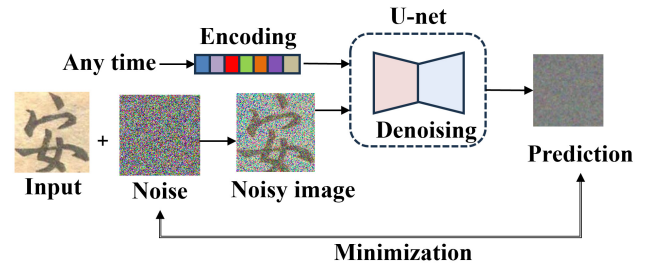 U-net
Encoding
Any time
安
+
安
Denoising
Input
Noise
Noisy image
Prediction
Minimization